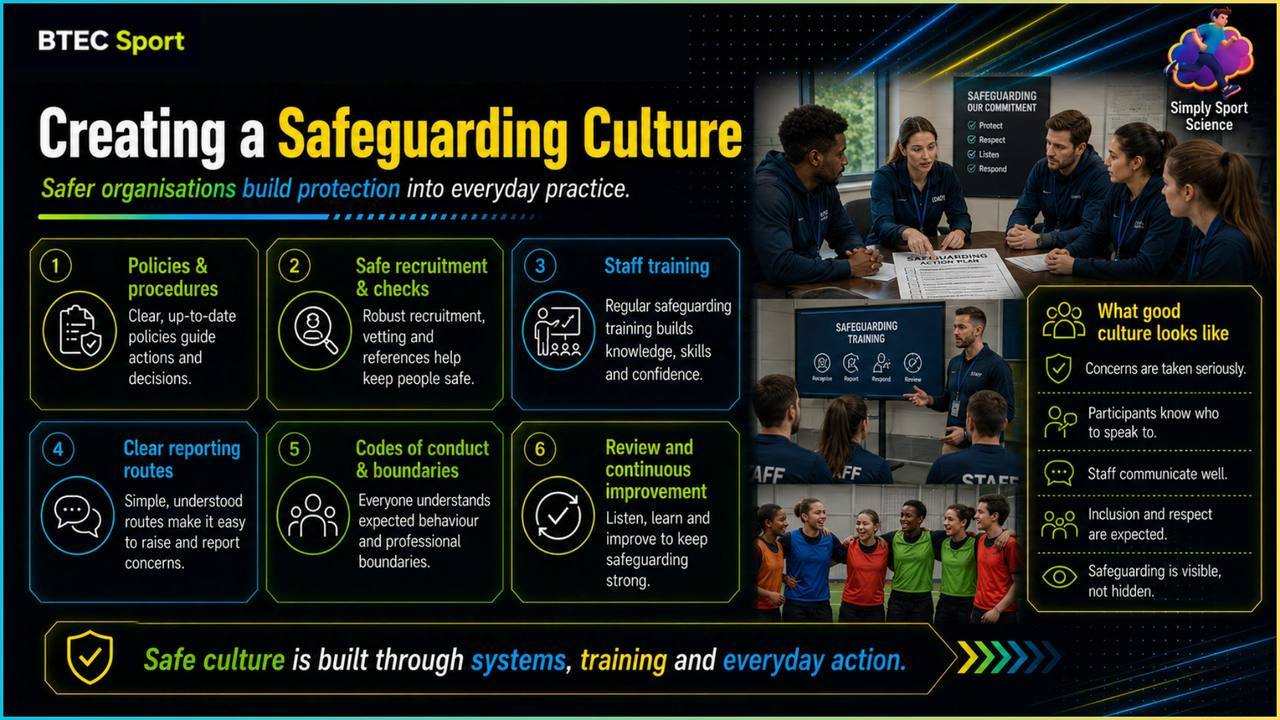 BTEC Sport
Simply Sport
Science
Creating a Safeguarding Culture
Safer organisations build protection into everyday practice.
1
Policies &
procedures
Clear, up-to-date
policies guide
actions and
decisions.
2
Safe recruitment
& checks
Robust recruitment,
vetting and
references help
keep people safe.
3
Staff training
Regular safeguarding
training builds
knowledge, skills
and confidence.
4
Clear reporting
routes
Simple, understood
routes make it easy
to raise and report
concerns.
5
Codes of conduct
& boundaries
Everyone understands
expected behaviour
and professional
boundaries.
6
Review and
continuous
improvement
Listen, learn and
improve to keep
safeguarding
strong.
SAFEGUARDING
OUR COMMITMENT
Protect
Respect
Listen
Respond
SAFEGUARDING
ACTION PLAN
SAFEGUARDING
TRAINING
Recognise Report Respond Review
STAFF
What good
culture looks like
Concerns are taken seriously.
Participants know who
to speak to.
Staff communicate well.
Inclusion and respect
are expected.
Safeguarding is visible,
not hidden.
Safe culture is built through systems, training and everyday action.